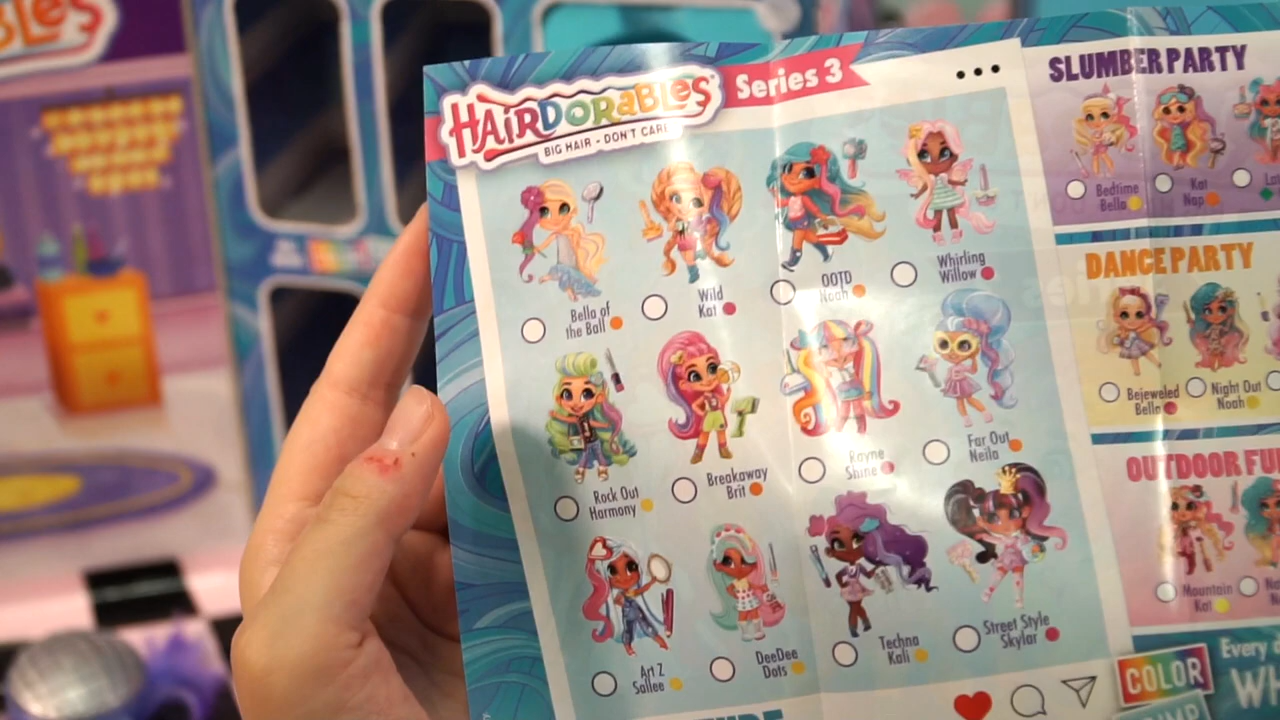 HAIRDORABLES
Series 3
BIG HAIR - DON'T CARE
Bella of
the Ball
Wild
Kat
OOTD
Noah
Whirling
Willow
Rock Out
Harmony
Breakaway
Brit
Rayne
Shine
Far Out
Neila
Art Z
Sallee
DeeDee
Dots
Techna
Kali
Street Style
Skylar
SLUMBER PARTY
Bedtime
Bella
Kat
Nap
DANCE PARTY
Bejeweled
Bella
Night Out
Noah
OUTDOOR FU
Mountain
Kat
COLOR
Every